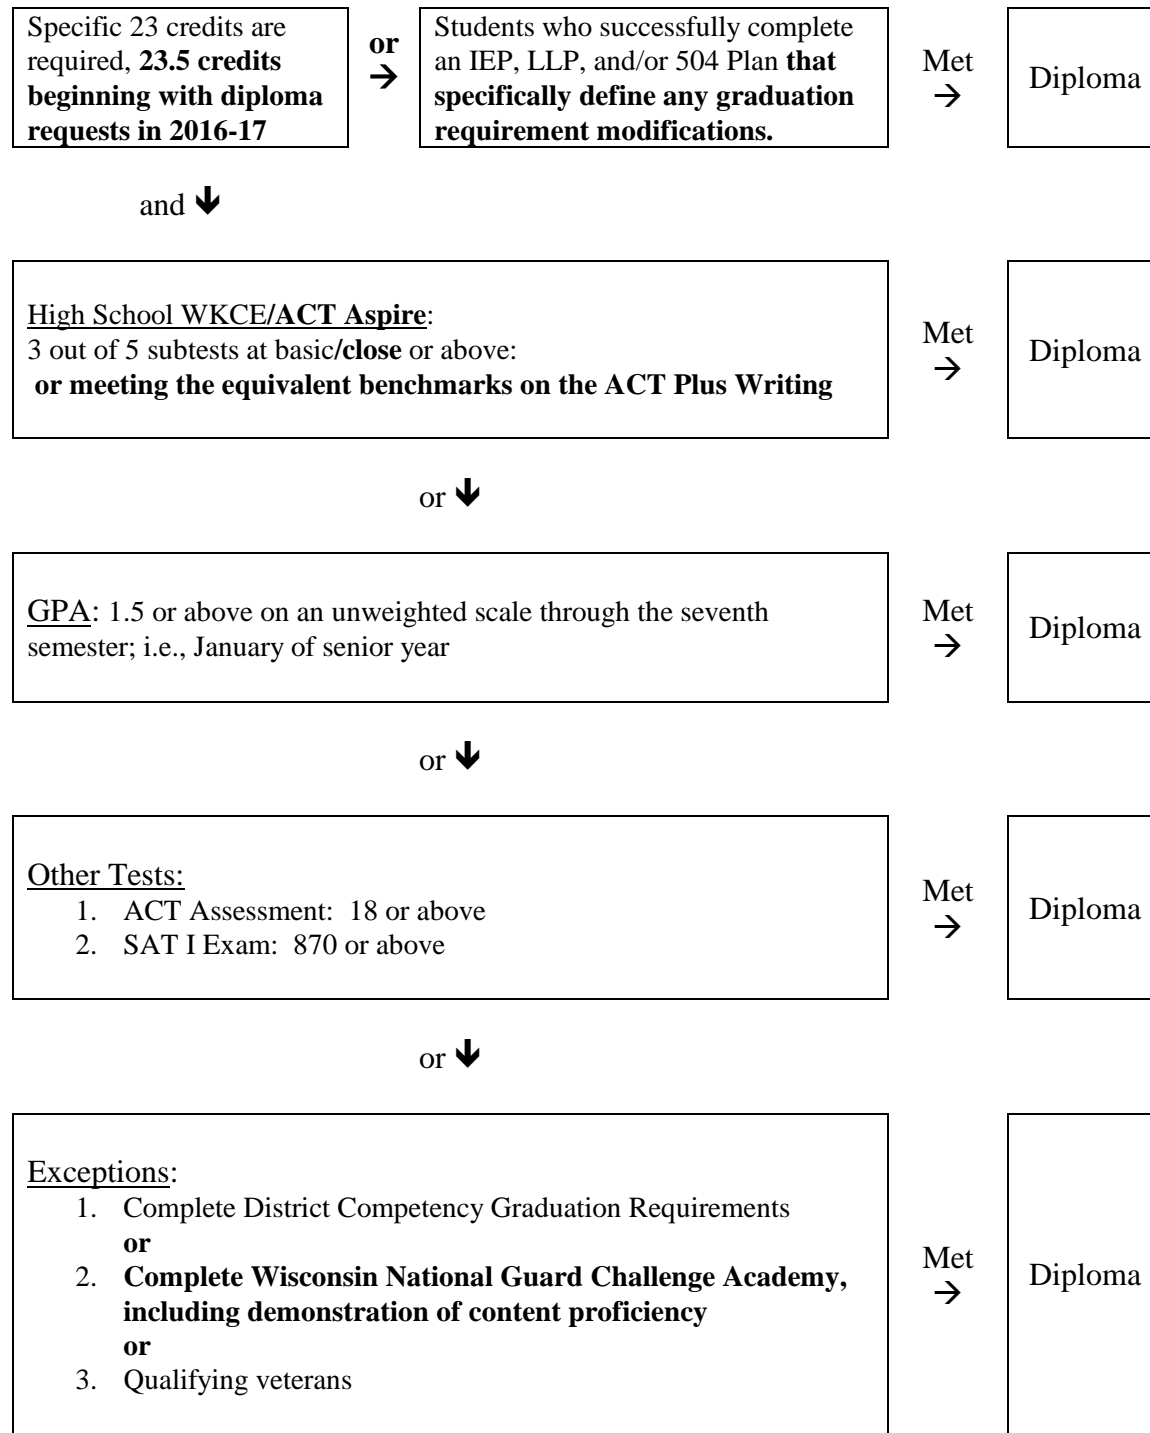 Specific 23 credits are
required, 23.5 credits
beginning with diploma
requests in 2016-17
or
→
Students who successfully complete
an IEP, LLP, and/or 504 Plan that
specifically define any graduation
requirement modifications.
Met
→
Diploma
and ↓
High School WKCE/ACT Aspire:
3 out of 5 subtests at basic/close or above:
or meeting the equivalent benchmarks on the ACT Plus Writing
Met
→
Diploma
or ↓
GPA: 1.5 or above on an unweighted scale through the seventh
semester; i.e., January of senior year
Met
→
Diploma
or ↓
Other Tests:
1. ACT Assessment: 18 or above
2. SAT I Exam: 870 or above
Met
→
Diploma
or ↓
Exceptions:
1. Complete District Competency Graduation Requirements
or
2. Complete Wisconsin National Guard Challenge Academy,
including demonstration of content proficiency
or
3. Qualifying veterans
Met
→
Diploma